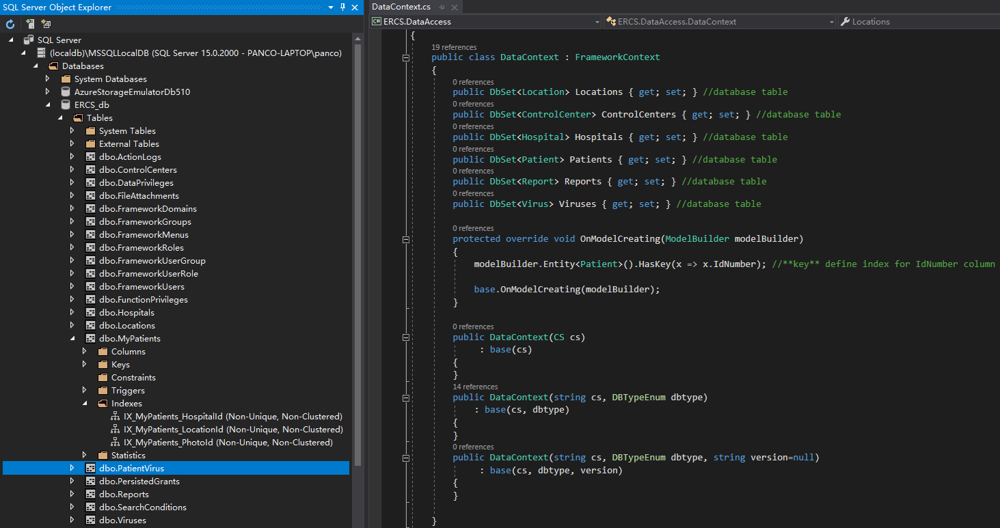 SQL Server Object Explorer
SQL Server
(localdb)\MSSQLLocalDB (SQL Server 15.0.2000 - PANCO-LAPTOP\panco)
Databases
System Databases
AzureStorageEmulatorDb510
ERCS_db
Tables
System Tables
External Tables
dbo.ActionLogs
dbo.ControlCenters
dbo.DataPrivileges
dbo.FileAttachments
dbo.FrameworkDomains
dbo.FrameworkGroups
dbo.FrameworkMenus
dbo.FrameworkRoles
dbo.FrameworkUserGroup
dbo.FrameworkUserRole
dbo.FrameworkUsers
dbo.FunctionPrivileges
dbo.Hospitals
dbo.Locations
dbo.MyPatients
Columns
Keys
Constraints
Triggers
Indexes
IX_MyPatients_HospitalId (Non-Unique, Non-Clustered)
IX_MyPatients_LocationId (Non-Unique, Non-Clustered)
IX_MyPatients_PhotoId (Non-Unique, Non-Clustered)
Statistics
dbo.PatientVirus
dbo.PersistedGrants
dbo.Reports
dbo.SearchConditions
dbo.Viruses
DataContext.cs
C# ERCS.DataAccess ERCS.DataAccess.DataContext Locations
{
19 references
public class DataContext : FrameworkContext
{
0 references
public DbSet<Location> Locations { get; set; } //database table
0 references
public DbSet<ControlCenter> ControlCenters { get; set; } //database table
0 references
public DbSet<Hospital> Hospitals { get; set; } //database table
0 references
public DbSet<Patient> Patients { get; set; } //database table
0 references
public DbSet<Report> Reports { get; set; } //database table
0 references
public DbSet<Virus> Viruses { get; set; } //database table
0 references
protected override void OnModelCreating(ModelBuilder modelBuilder)
{
modelBuilder.Entity<Patient>().HasKey(x => x.IdNumber); //**key** define index for IdNumber column
base.OnModelCreating(modelBuilder);
}
0 references
public DataContext(CS cs)
: base(cs)
{
}
14 references
public DataContext(string cs, DBTypeEnum dbtype)
: base(cs, dbtype)
{
}
0 references
public DataContext(string cs, DBTypeEnum dbtype, string version=null)
: base(cs, dbtype, version)
{
}
}